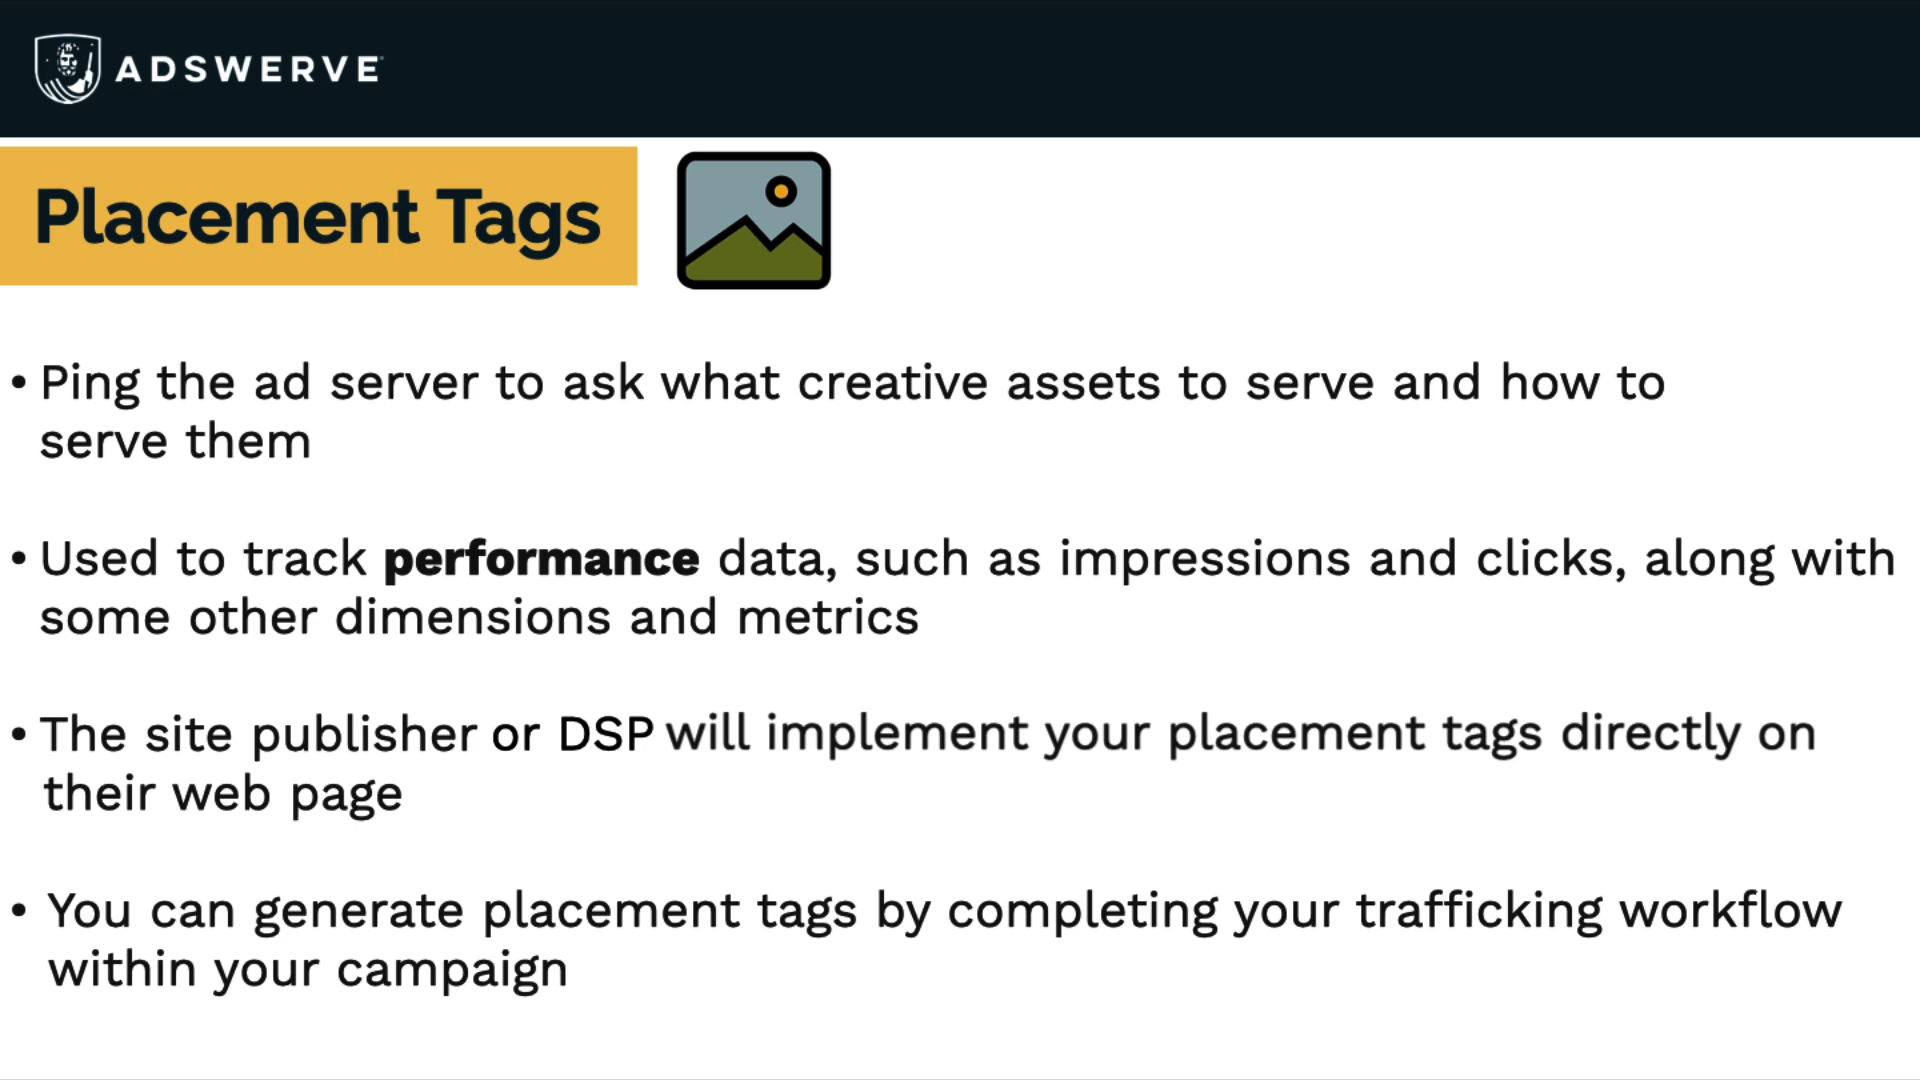 ADSWERVE
Placement Tags
• Ping the ad server to ask what creative assets to serve and how to
serve them
• Used to track performance data, such as impressions and clicks, along with
some other dimensions and metrics
• The site publisher or DSP will implement your placement tags directly on
their web page
• You can generate placement tags by completing your trafficking workflow
within your campaign